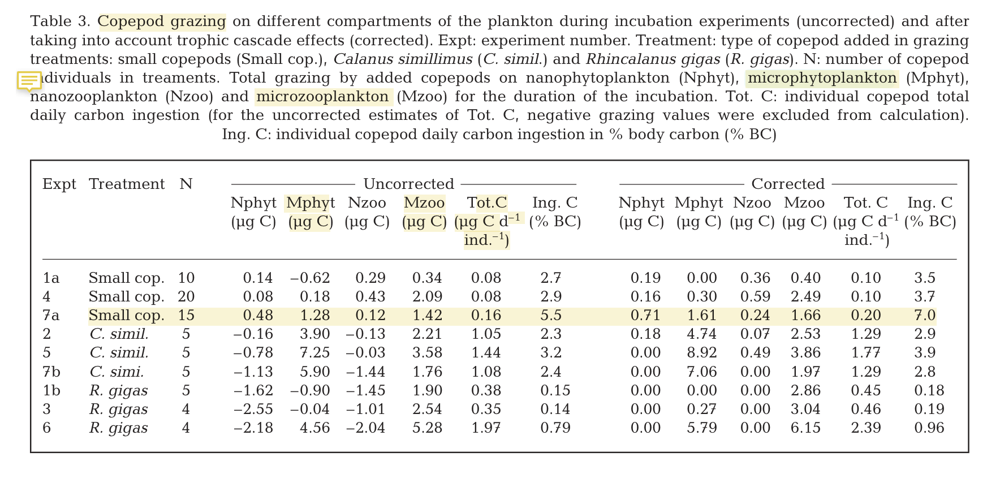 Table 3. Copepod grazing on different compartments of the plankton during incubation experiments (uncorrected) and after
taking into account trophic cascade effects (corrected). Expt: experiment number. Treatment: type of copepod added in grazing
treatments: small copepods (Small cop.), Calanus simillimus (C. simil.) and Rhincalanus gigas (R. gigas). N: number of copepod
individuals in treaments. Total grazing by added copepods on nanophytoplankton (Nphyt), microphytoplankton (Mphyt),
nanozooplankton (Nzoo) and microzooplankton (Mzoo) for the duration of the incubation. Tot. C: individual copepod total
daily carbon ingestion (for the uncorrected estimates of Tot. C, negative grazing values were excluded from calculation).
Ing. C: individual copepod daily carbon ingestion in % body carbon (% BC)
Expt Treatment N Uncorrected Corrected
Nphyt Mphyt Nzoo Mzoo Tot.C Ing. C Nphyt Mphyt Nzoo Mzoo Tot. C Ing. C
(µg C) (µg C) (µg C) (µg C) (µg C d⁻¹ (% BC) (µg C) (µg C) (µg C) (µg C) (µg C d⁻¹ (% BC)
ind.⁻¹) ind.⁻¹)
1a Small cop. 10 0.14 –0.62 0.29 0.34 0.08 2.7 0.19 0.00 0.36 0.40 0.10 3.5
4 Small cop. 20 0.08 0.18 0.43 2.09 0.08 2.9 0.16 0.30 0.59 2.49 0.10 3.7
7a Small cop. 15 0.48 1.28 0.12 1.42 0.16 5.5 0.71 1.61 0.24 1.66 0.20 7.0
2 C. simil. 5 –0.16 3.90 –0.13 2.21 1.05 2.3 0.18 4.74 0.07 2.53 1.29 2.9
5 C. simil. 5 –0.78 7.25 –0.03 3.58 1.44 3.2 0.00 8.92 0.49 3.86 1.77 3.9
7b C. simi. 5 –1.13 5.90 –1.44 1.76 1.08 2.4 0.00 7.06 0.00 1.97 1.29 2.8
1b R. gigas 5 –1.62 –0.90 –1.45 1.90 0.38 0.15 0.00 0.00 0.00 2.86 0.45 0.18
3 R. gigas 4 –2.55 –0.04 –1.01 2.54 0.35 0.14 0.00 0.27 0.00 3.04 0.46 0.19
6 R. gigas 4 –2.18 4.56 –2.04 5.28 1.97 0.79 0.00 5.79 0.00 6.15 2.39 0.96